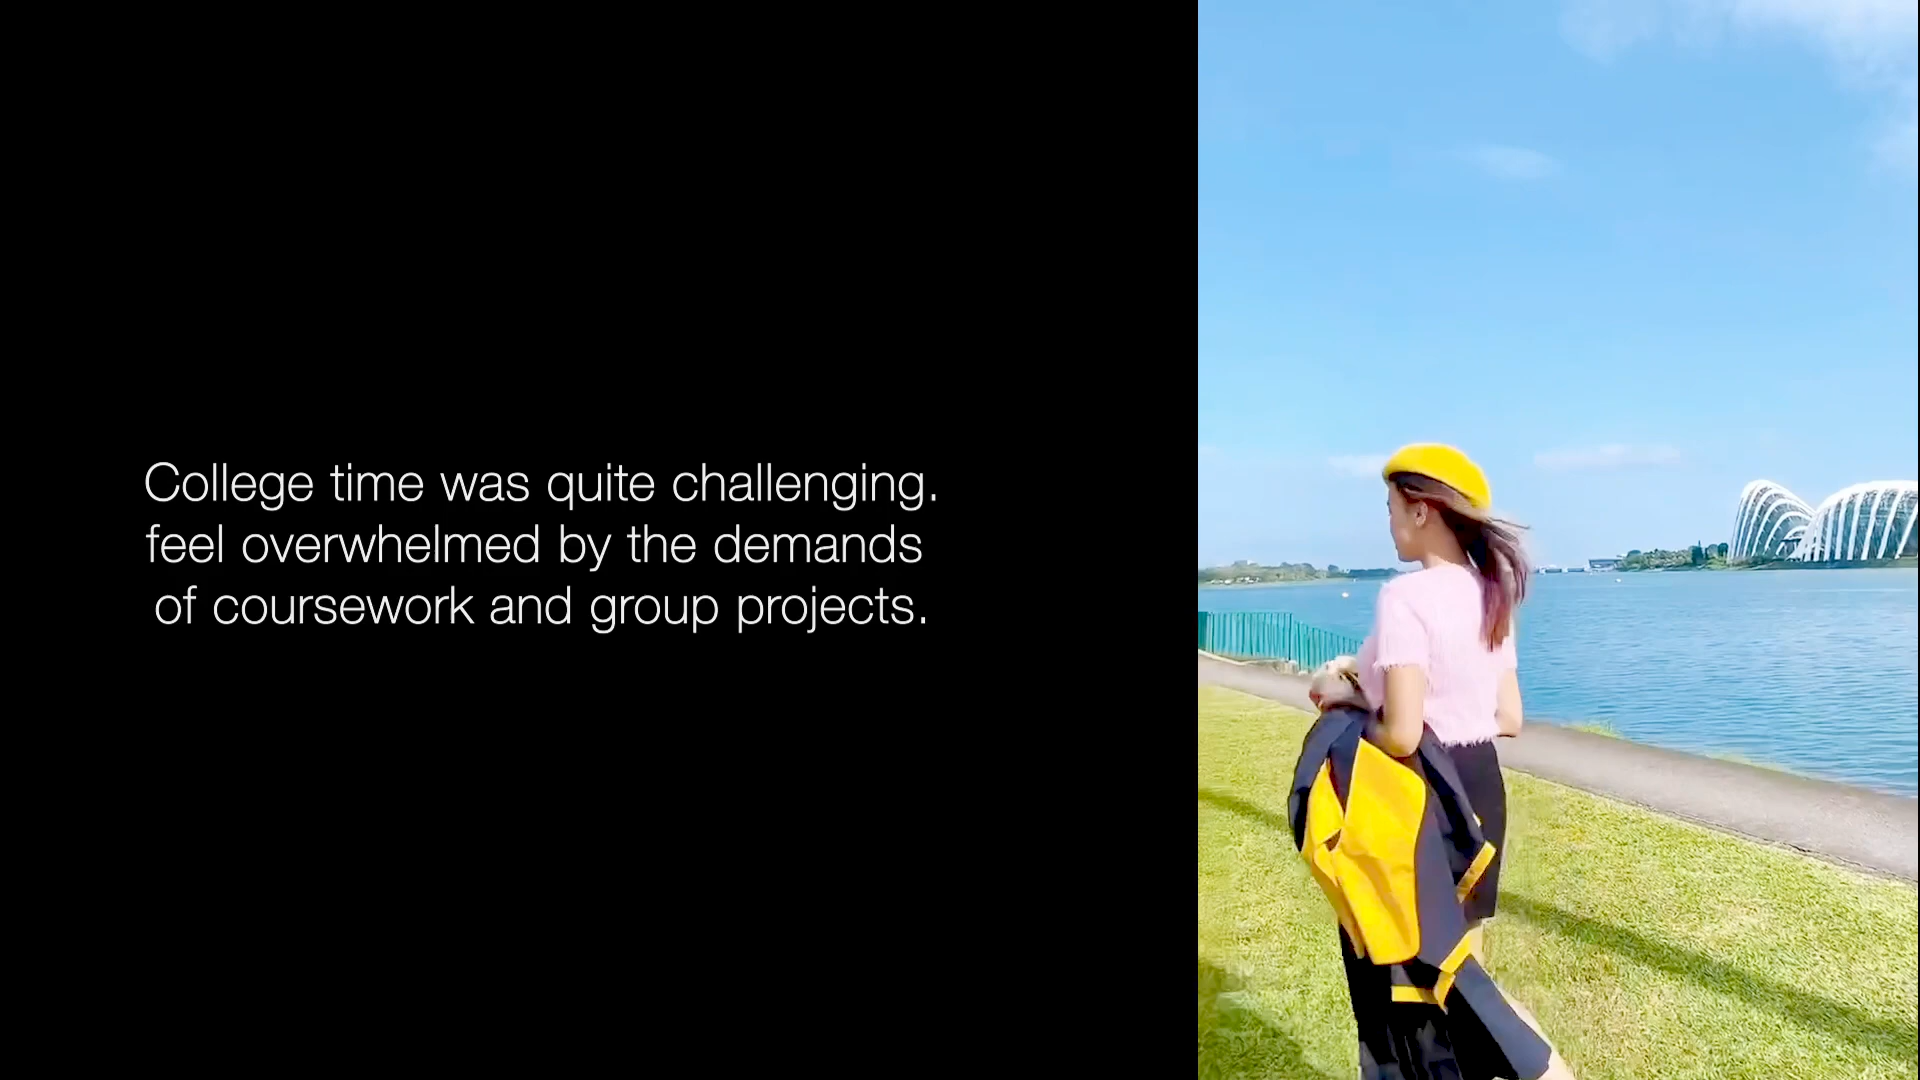 College time was quite challenging.
feel overwhelmed by the demands
of coursework and group projects.